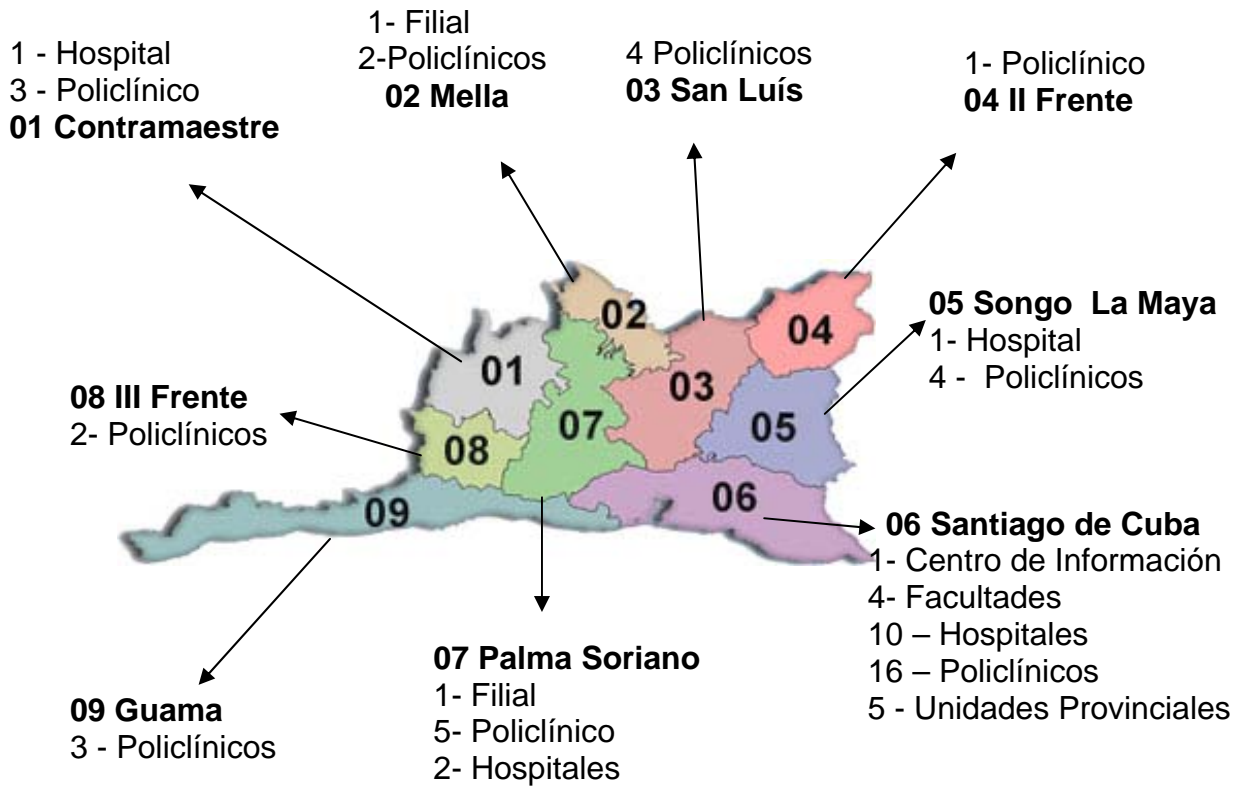 1 - Hospital
3 - Policlínico
01 Contramaestre
1- Filial
2-Policlínicos
02 Mella
4 Policlínicos
03 San Luís
1- Policlínico
04 II Frente
05 Songo  La Maya
1- Hospital
4 -  Policlínicos
08 III Frente
2- Policlínicos
01
02
03
04
05
06
07
08
09
06 Santiago de Cuba
1- Centro de Información
4- Facultades
10 – Hospitales
16 – Policlínicos
5 - Unidades Provinciales
07 Palma Soriano
1- Filial
5- Policlínico
2- Hospitales
09 Guama
3 - Policlínicos